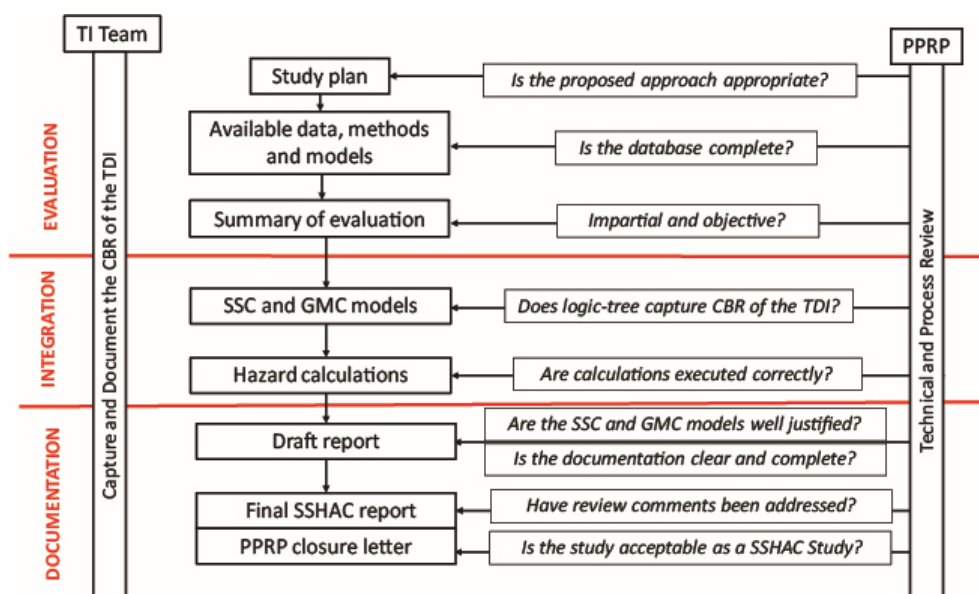 TI Team
PPRP
Study plan
Is the proposed approach appropriate?
Available data, methods
and models
Is the database complete?
Summary of evaluation
Impartial and objective?
EVALUATION
Capture and Document the CBR of the TDI
Technical and Process Review
SSC and GMC models
Does logic-tree capture CBR of the TDI?
INTEGRATION
Hazard calculations
Are calculations executed correctly?
Draft report
Are the SSC and GMC models well justified?
Is the documentation clear and complete?
DOCUMENTATION
Final SSHAC report
Have review comments been addressed?
PPRP closure letter
Is the study acceptable as a SSHAC Study?